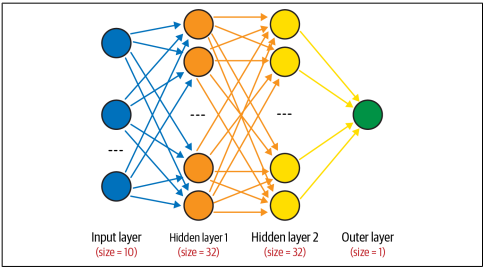 ---
---
---
Input layer
(size = 10)
Hidden layer 1
(size = 32)
Hidden layer 2
(size = 32)
Outer layer
(size = 1)